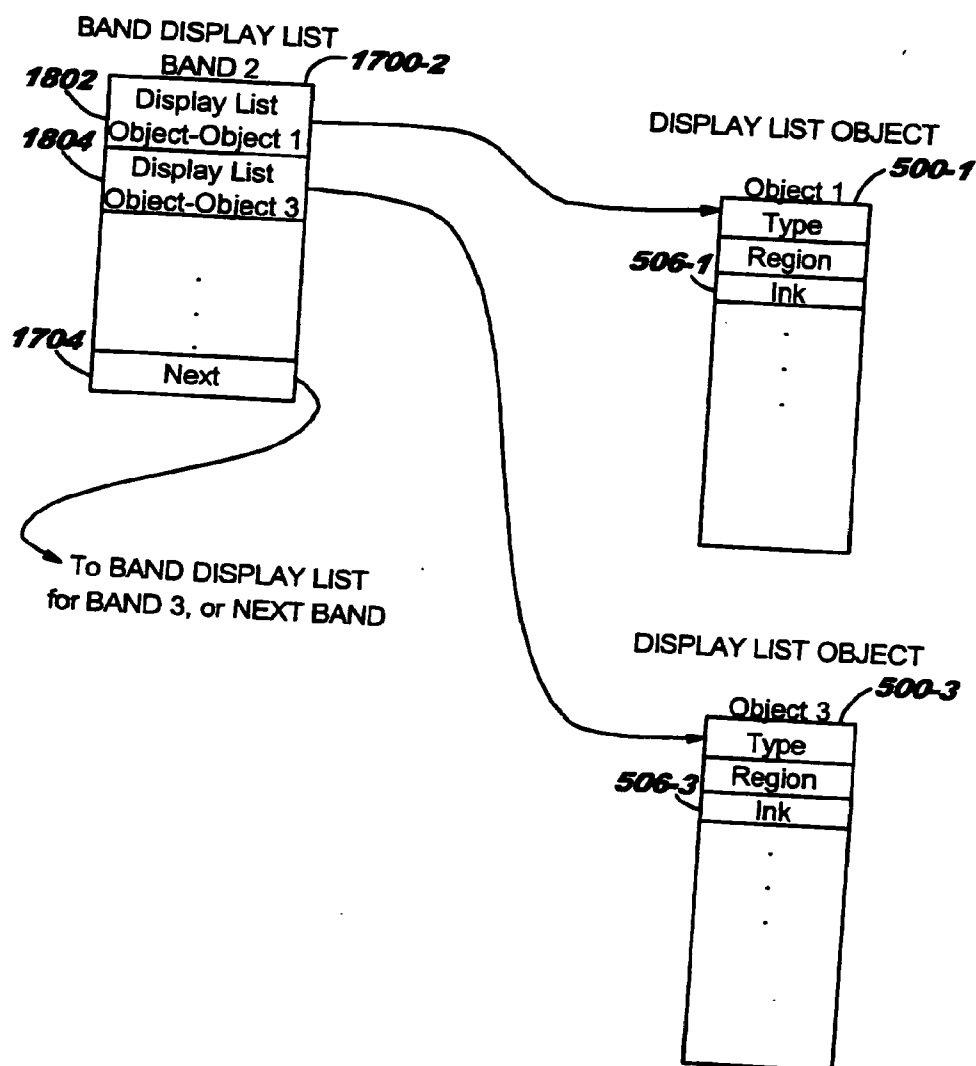 BAND DISPLAY LIST
BAND 2
1700-2
1802
Display List
Object-Object 1
1804
Display List
Object-Object 3
1704
Next
To BAND DISPLAY LIST
for BAND 3, or NEXT BAND
DISPLAY LIST OBJECT
Object 1
500-1
Type
Region
506-1
Ink
DISPLAY LIST OBJECT
Object 3
500-3
Type
Region
506-3
Ink